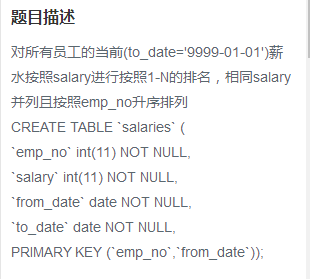 题目描述
对所有员工的当前(to_date='9999-01-01')薪
水按照salary进行按照1-N的排名，相同salary
并列且按照emp_no升序排列
CREATE TABLE `salaries` (
`emp_no` int(11) NOT NULL,
`salary` int(11) NOT NULL,
`from_date` date NOT NULL,
`to_date` date NOT NULL,
PRIMARY KEY (`emp_no`,`from_date`));